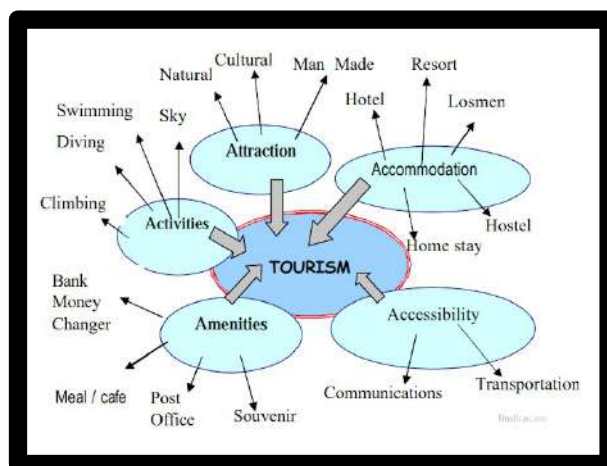 Cultural
Natural
Man Made
Resort
Hotel
Losmen
Swimming
Sky
Diving
Attraction
Accommodation
Climbing
Activities
Hostel
Home stay
TOURISM
Bank
Money
Changer
Amenities
Accessibility
Meal / cafe
Post
Office
Souvenir
Communications
Transportation